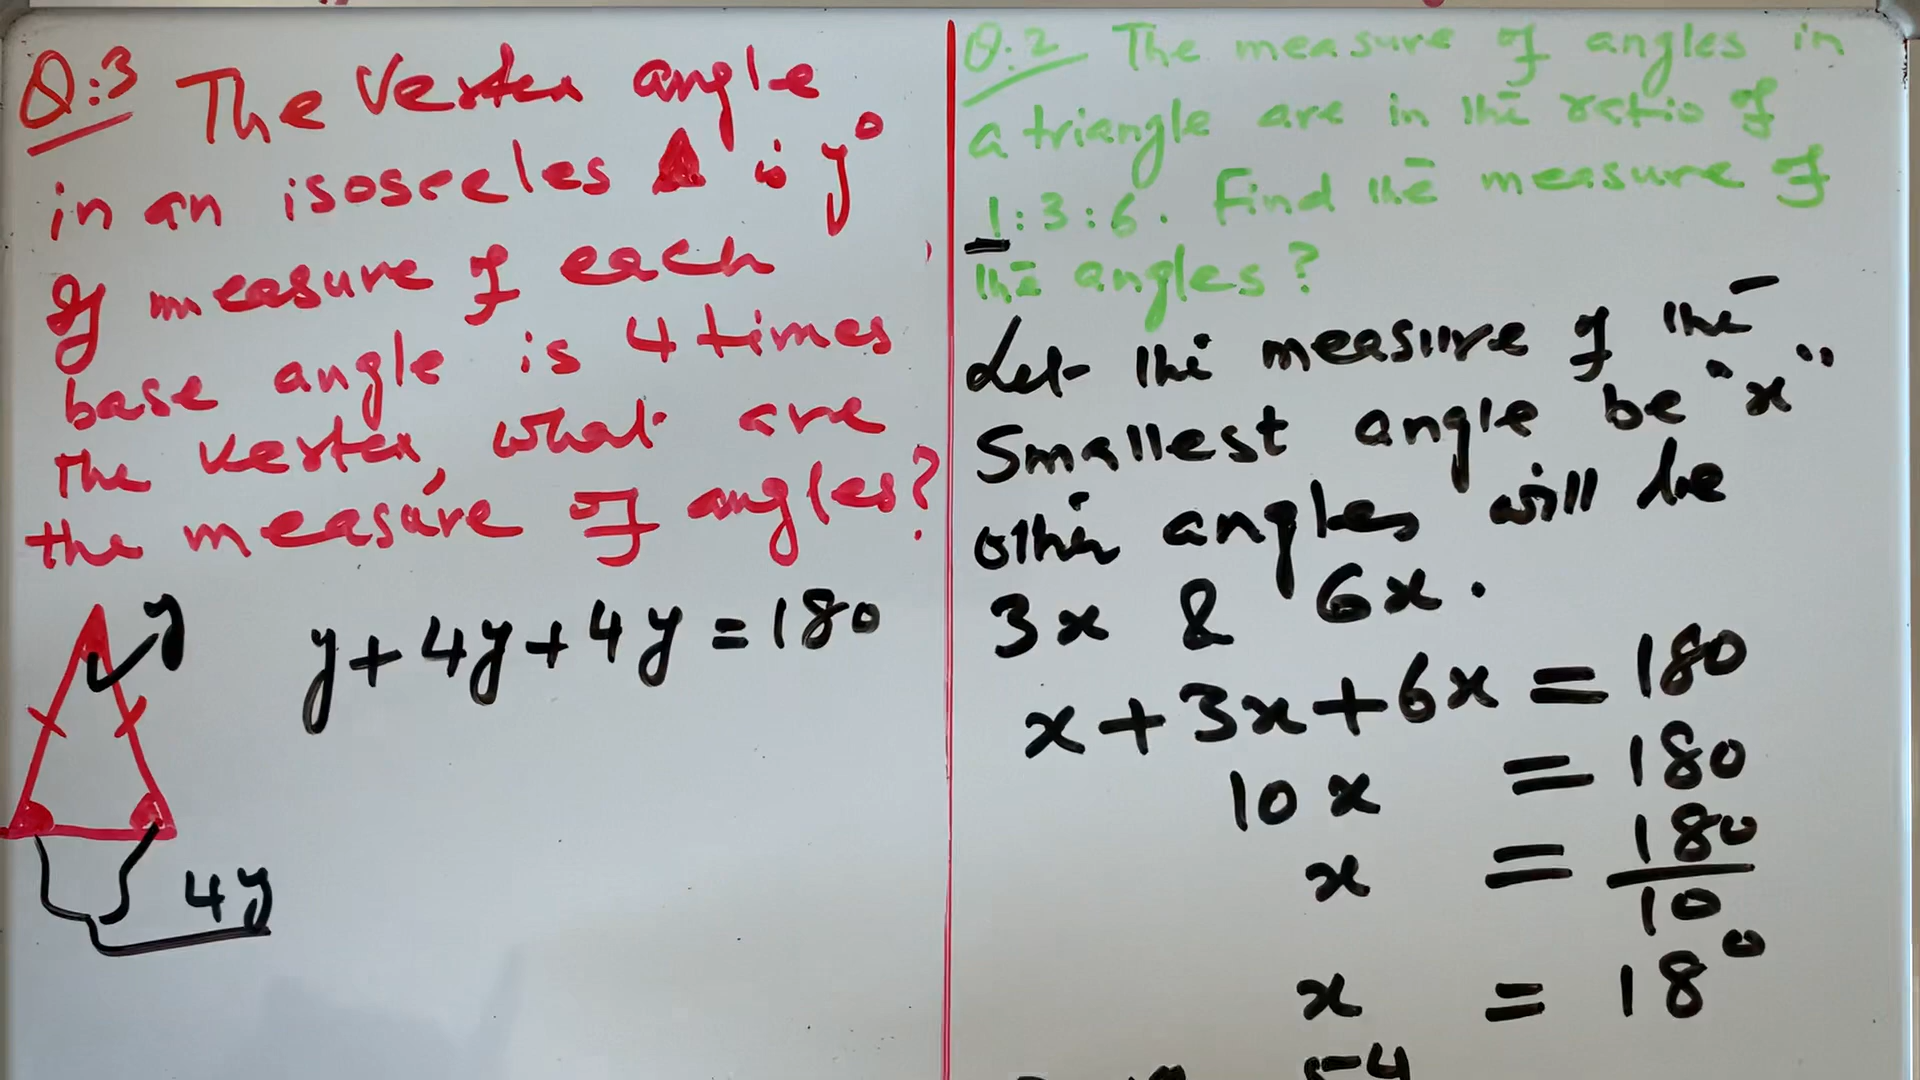 Q:3 The vertex angle
in an isosceles Δ is y°
If measure of each
base angle is 4 times
the vertex, what are
the measure of angles?
y
y+4y+4y=180
4y
Q.2 The measure of angles in
a triangle are in the ratio of
1:3:6. Find the measure of
the angles?
Let the measure of the
smallest angle be "x"
other angles will be
3x & 6x.
x+3x+6x=180
10x = 180
x = 180/10
x = 18°
54